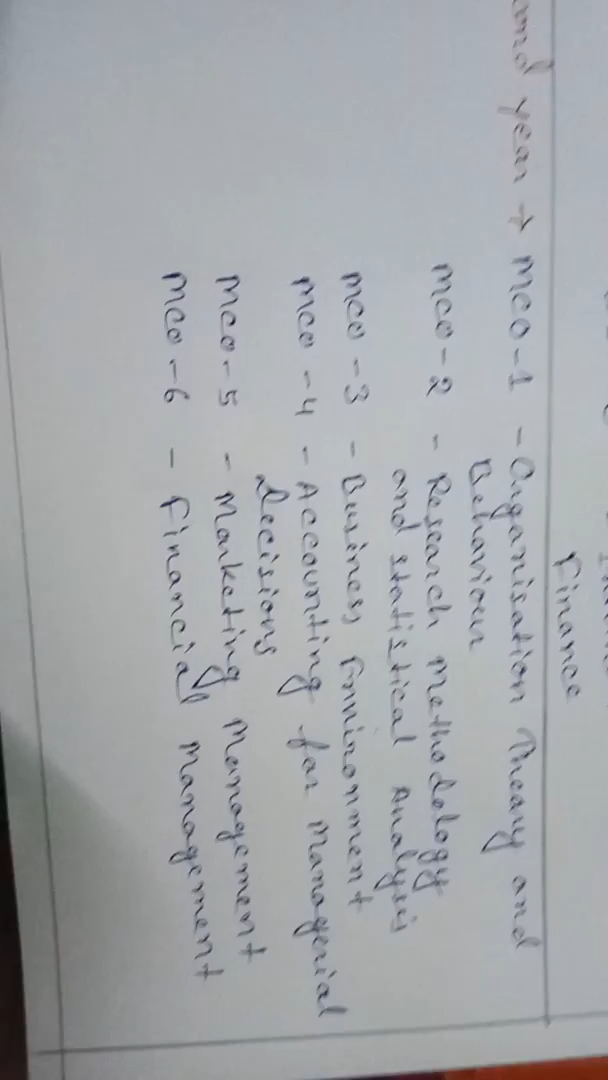 Finance
ond year → MCO-1 - Organisation Theory and
Behaviour
MCO-2 - Research Methodology
and Statistical Analysis
MCO-3 - Business Environment
MCO-4 - Accounting for Managerial
Decisions
MCO-5 - Marketing Management
MCO-6 - Financial Management